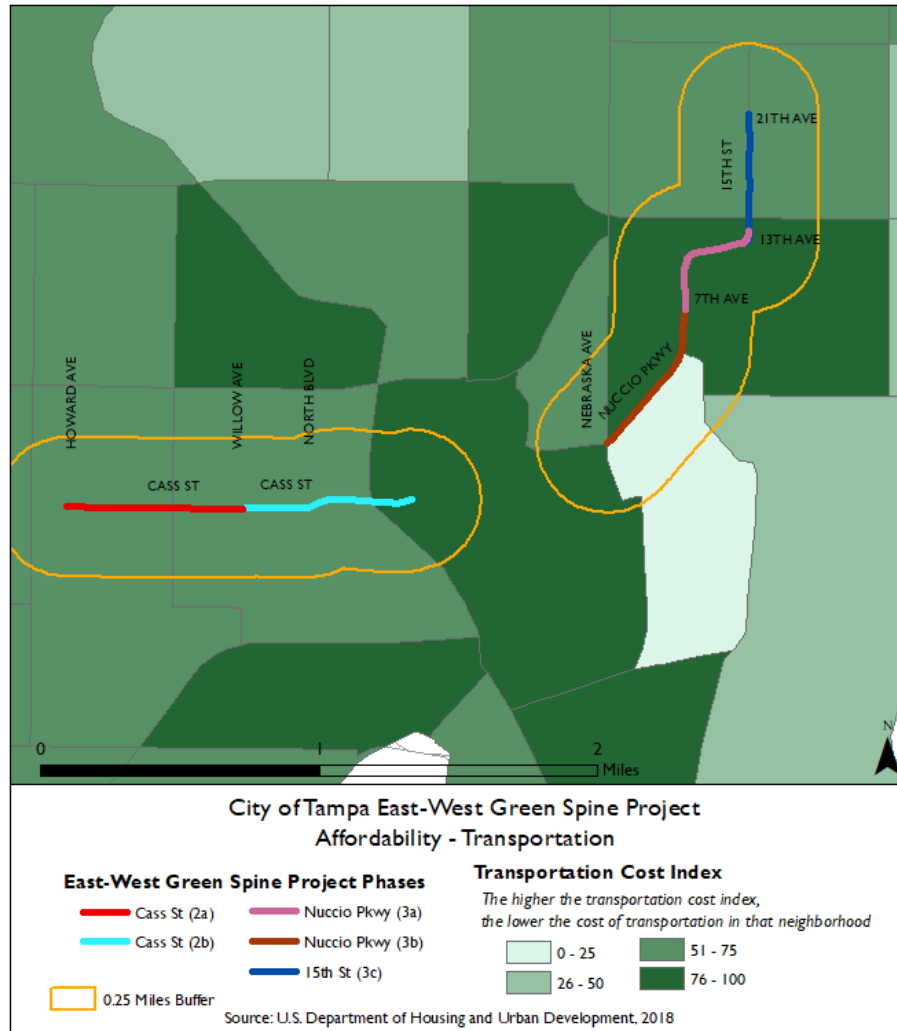 21TH AVE
15TH ST
13TH AVE
7TH AVE
NEBRASKA AVE
NUCCIO PKWY
HOWARD AVE
WILLOW AVE
NORTH BLVD
CASS ST
CASS ST
0
1
2
Miles
N
City of Tampa East-West Green Spine Project
Affordability - Transportation
East-West Green Spine Project Phases
Cass St (2a)
Nuccio Pkwy (3a)
Cass St (2b)
Nuccio Pkwy (3b)
15th St (3c)
0.25 Miles Buffer
Transportation Cost Index
The higher the transportation cost index,
the lower the cost of transportation in that neighborhood
0 - 25
51 - 75
26 - 50
76 - 100
Source: U.S. Department of Housing and Urban Development, 2018